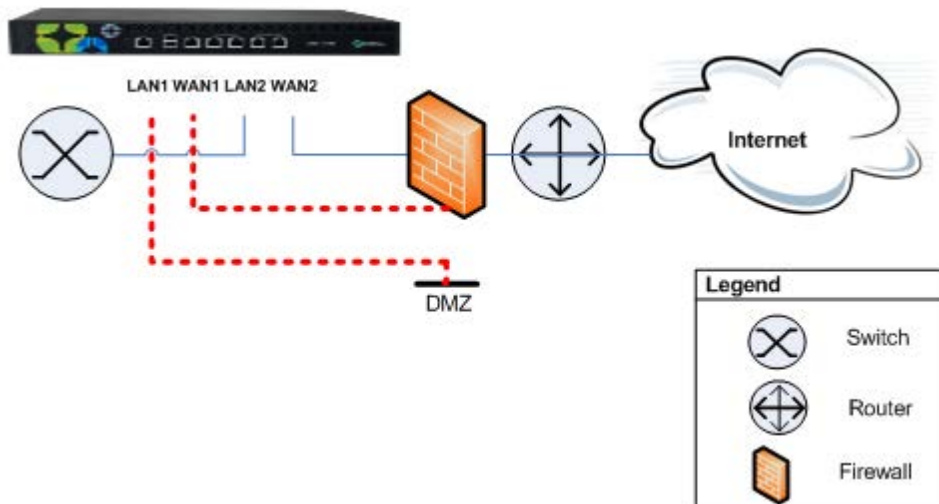 LAN1 WAN1 LAN2 WAN2
Internet
DMZ
Legend
Switch
Router
Firewall